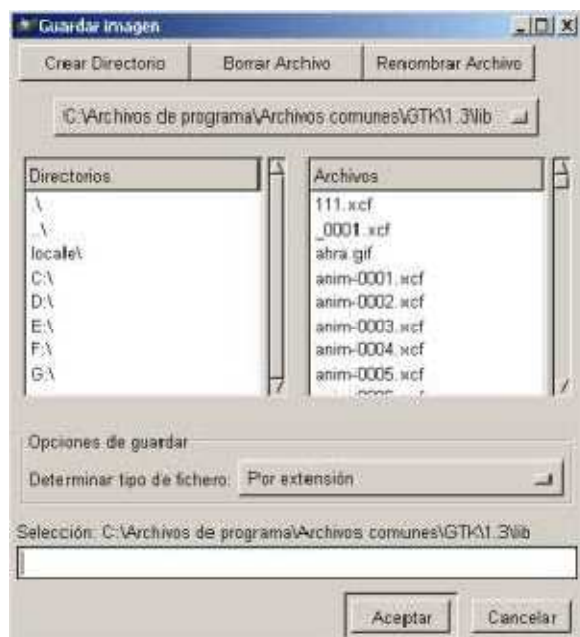 Guardar imagen
Crear Directorio Borrar Archivo Renombrar Archivo
C:\Archivos de programa\Archivos comunes\GTK\1.3\lib
Directorios
.\
..\
locale\
C:\
D:\
E:\
F:\
G:\
Archivos
111.xcf
_0001.xcf
ahra.gif
anim-0001.xcf
anim-0002.xcf
anim-0003.xcf
anim-0004.xcf
anim-0005.xcf
Opciones de guardar
Determinar tipo de fichero: Por extensión
Selección: C:\Archivos de programa\Archivos comunes\GTK\1.3\lib
Aceptar Cancelar